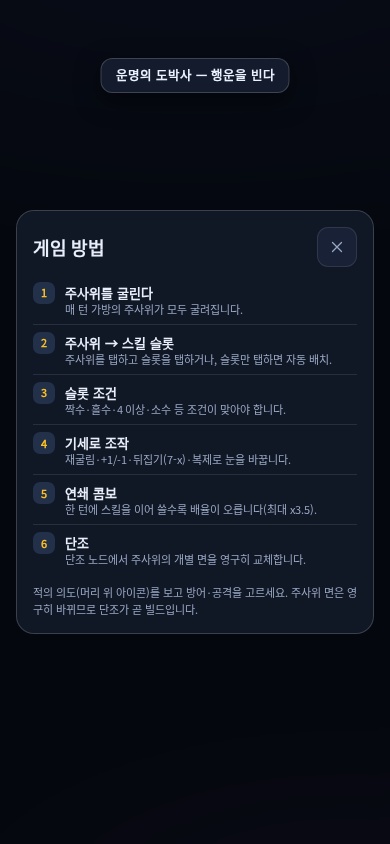 운명의 도박사 — 행운을 빈다
게임 방법
1 주사위를 굴린다
매 턴 가방의 주사위가 모두 굴려집니다.
2 주사위 → 스킬 슬롯
주사위를 탭하고 슬롯을 탭하거나, 슬롯만 탭하면 자동 배치.
3 슬롯 조건
짝수·홀수·4 이상·소수 등 조건이 맞아야 합니다.
4 기세로 조작
재굴림·+1/-1·뒤집기(7-x)·복제로 눈을 바꿉니다.
5 연쇄 콤보
한 턴에 스킬을 이어 쓸수록 배율이 오릅니다(최대 x3.5).
6 단조
단조 노드에서 주사위의 개별 면을 영구히 교체합니다.
적의 의도(머리 위 아이콘)를 보고 방어·공격을 고르세요. 주사위 면은 영
구히 바뀌므로 단조가 곧 빌드입니다.